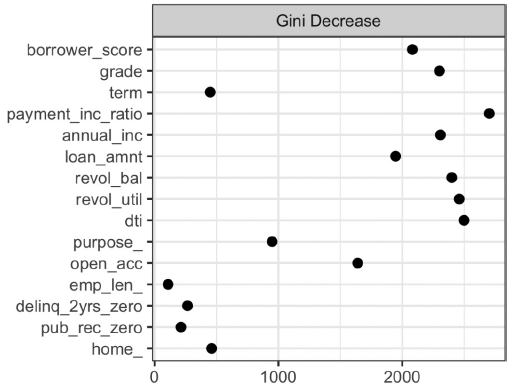 Gini Decrease
borrower_score
grade
term
payment_inc_ratio
annual_inc
loan_amnt
revol_bal
revol_util
dti
purpose_
open_acc
emp_len_
delinq_2yrs_zero
pub_rec_zero
home_
0 1000 2000